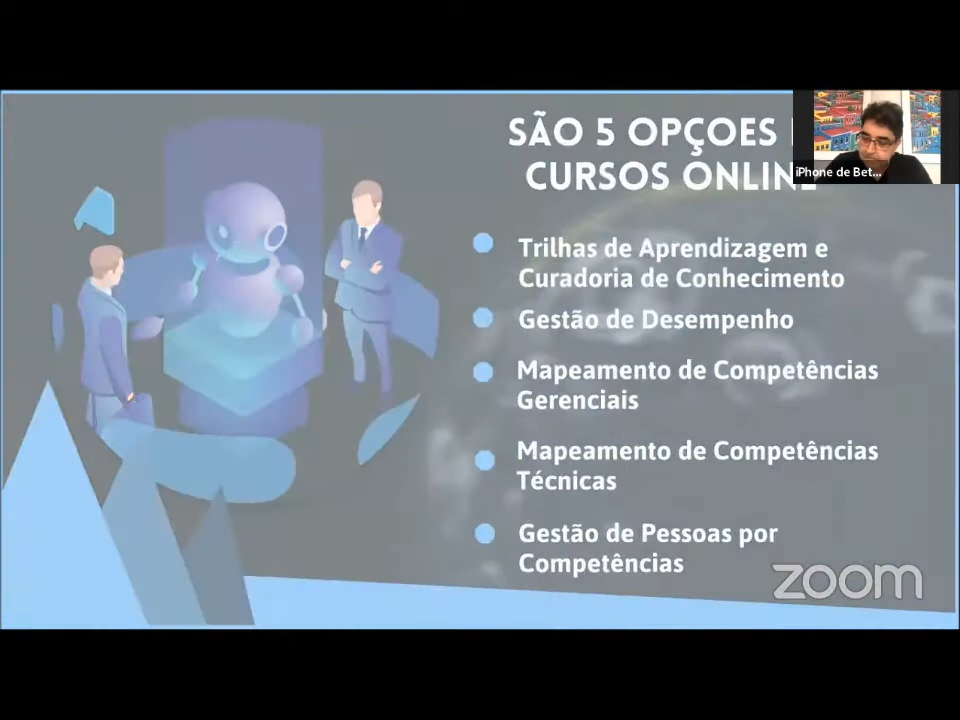 SÃO 5 OPÇOES
CURSOS ONLINE
iPhone de Bet...
Trilhas de Aprendizagem e
Curadoria de Conhecimento
Gestão de Desempenho
Mapeamento de Competências
Gerenciais
Mapeamento de Competências
Técnicas
Gestão de Pessoas por
Competências
zoom